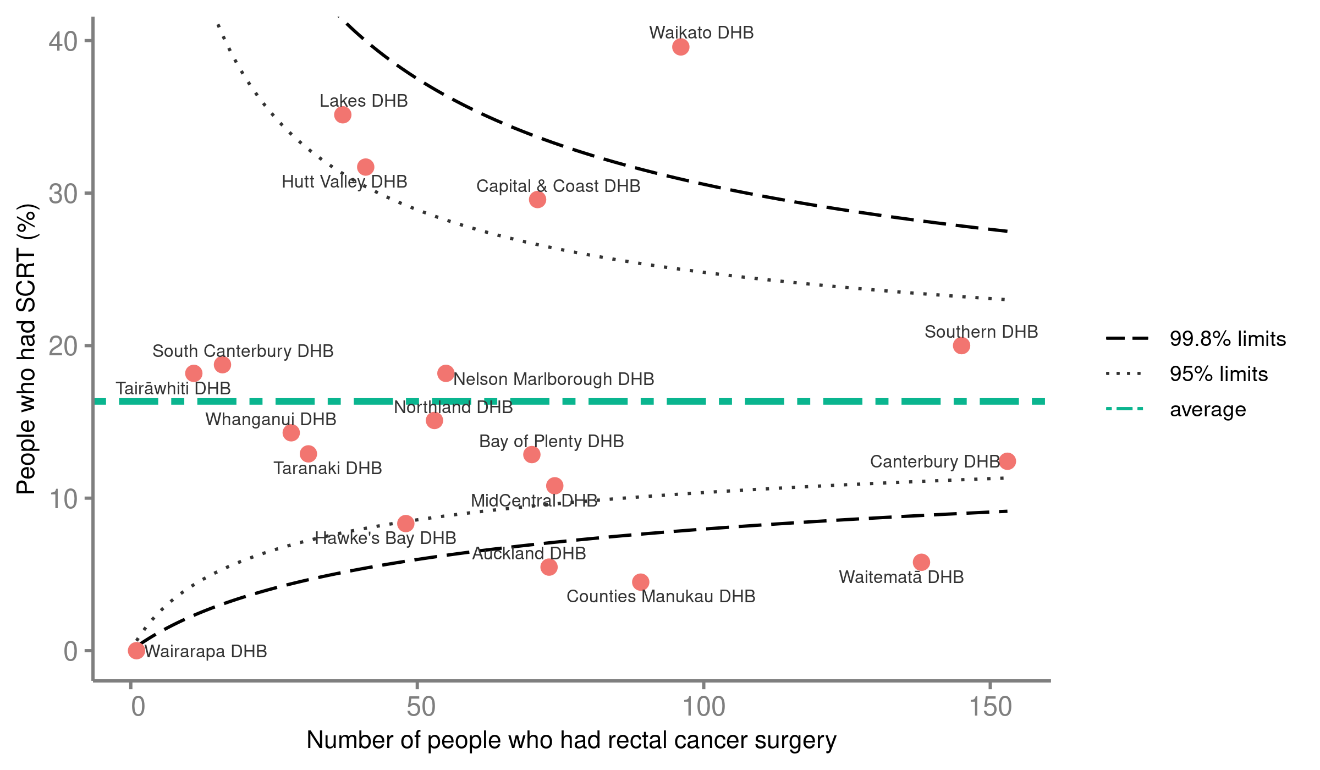 40
30
20
10
0
People who had SCRT (%)
Waikato DHB
Lakes DHB
Hutt Valley DHB
Capital & Coast DHB
Southern DHB
South Canterbury DHB
Tairāwhiti DHB
Nelson Marlborough DHB
Northland DHB
Whanganui DHB
Bay of Plenty DHB
Taranaki DHB
Canterbury DHB
MidCentral DHB
Hawke's Bay DHB
Auckland DHB
Waitematā DHB
Counties Manukau DHB
Wairarapa DHB
0 50 100 150
Number of people who had rectal cancer surgery
99.8% limits
95% limits
average